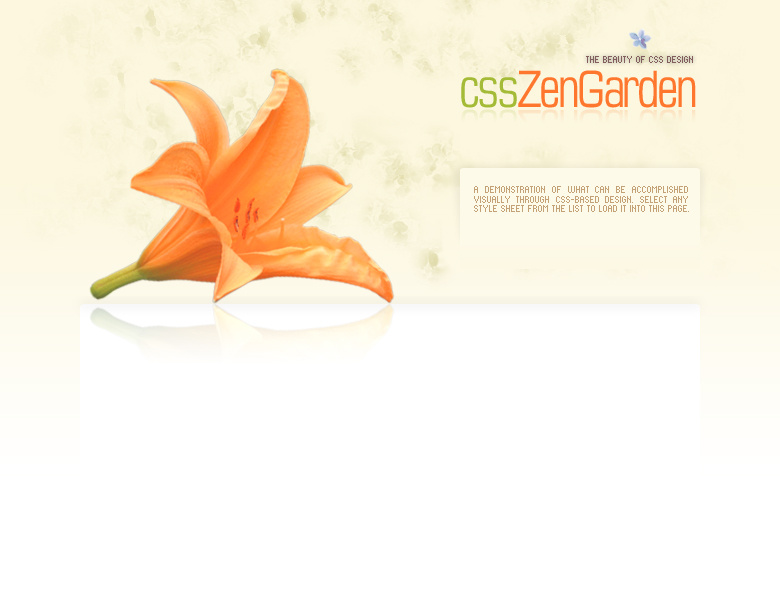 THE BEAUTY OF CSS DESIGN
cssZenGarden
A DEMONSTRATION OF WHAT CAN BE ACCOMPLISHED
VISUALLY THROUGH CSS-BASED DESIGN. SELECT ANY
STYLE SHEET FROM THE LIST TO LOAD IT INTO THIS PAGE.